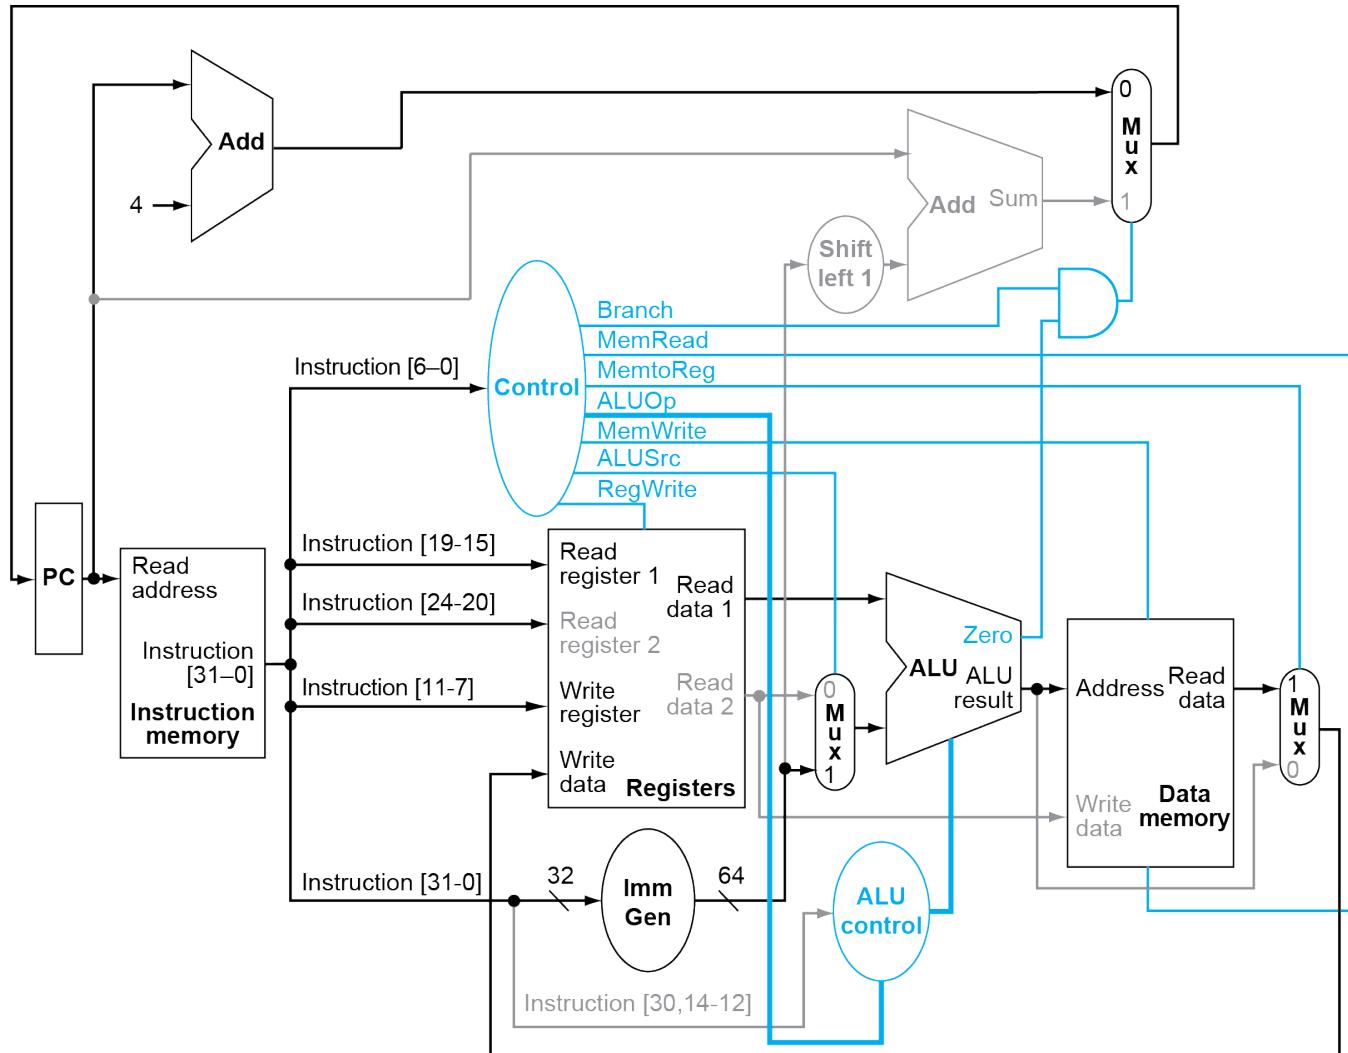 Add
4
0
M
u
x
1
Add Sum
Shift
left 1
Branch
MemRead
MemtoReg
ALUOp
MemWrite
ALUSrc
RegWrite
Control
Instruction [6–0]
PC
Read
address
Instruction
[31–0]
Instruction
memory
Instruction [19-15]
Instruction [24-20]
Instruction [11-7]
Instruction [31-0]
Read
register 1
Read
data 1
Read
register 2
Read
data 2
Write
register
Write
data
Registers
0
M
u
x
1
Zero
ALU
ALU
result
Address
Read
data
Write
data
Data
memory
1
M
u
x
0
32
Imm
Gen
64
ALU
control
Instruction [30,14-12]